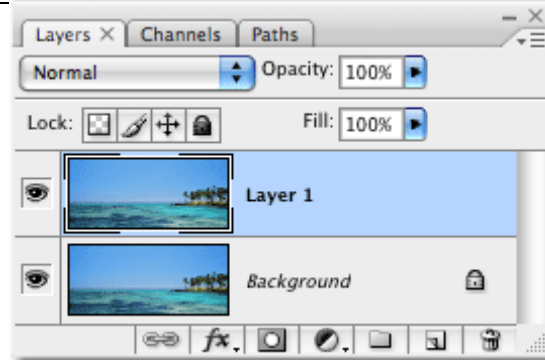 Layers × Channels Paths
Normal Opacity: 100%
Lock: Fill: 100%
Layer 1
Background
fx.